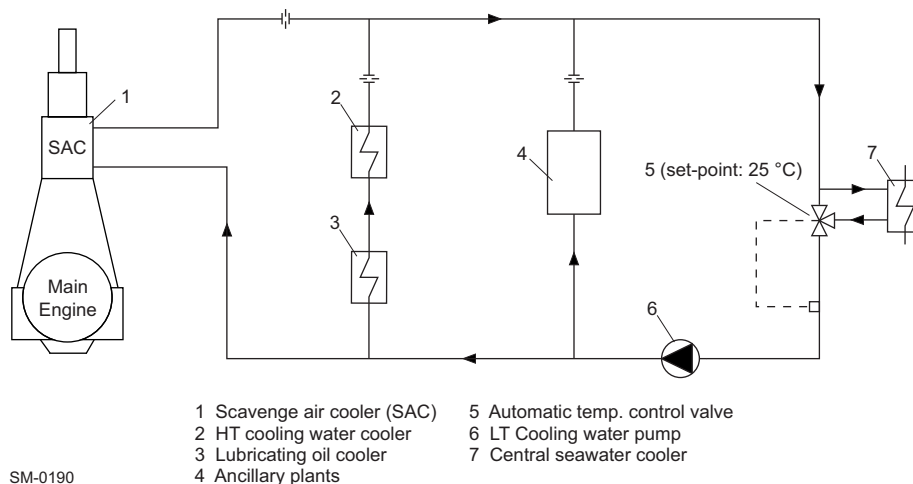 1
SAC
Main
Engine
2
3
4
5 (set-point: 25 °C)
7
6
1 Scavenge air cooler (SAC)
2 HT cooling water cooler
3 Lubricating oil cooler
4 Ancillary plants
5 Automatic temp. control valve
6 LT Cooling water pump
7 Central seawater cooler
SM-0190